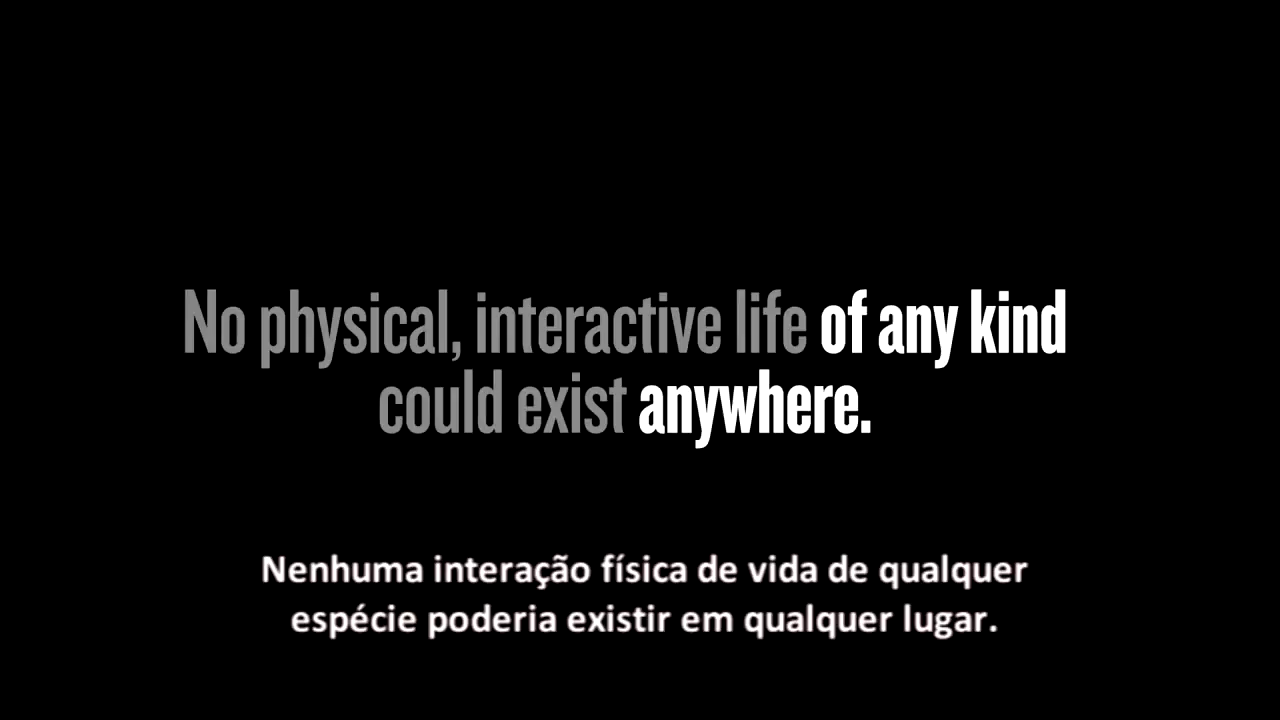 No physical, interactive life of any kind
could exist anywhere.
Nenhuma interação física de vida de qualquer
espécie poderia existir em qualquer lugar.